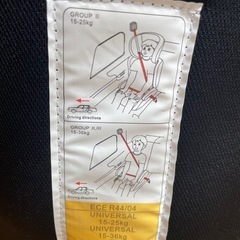 GROUP II
15-25kg
Driving directions
GROUP II,III
15-36kg
Driving directions
ECE R44/04
UNIVERSAL
15-25kg
UNIVERSAL
15-36kg